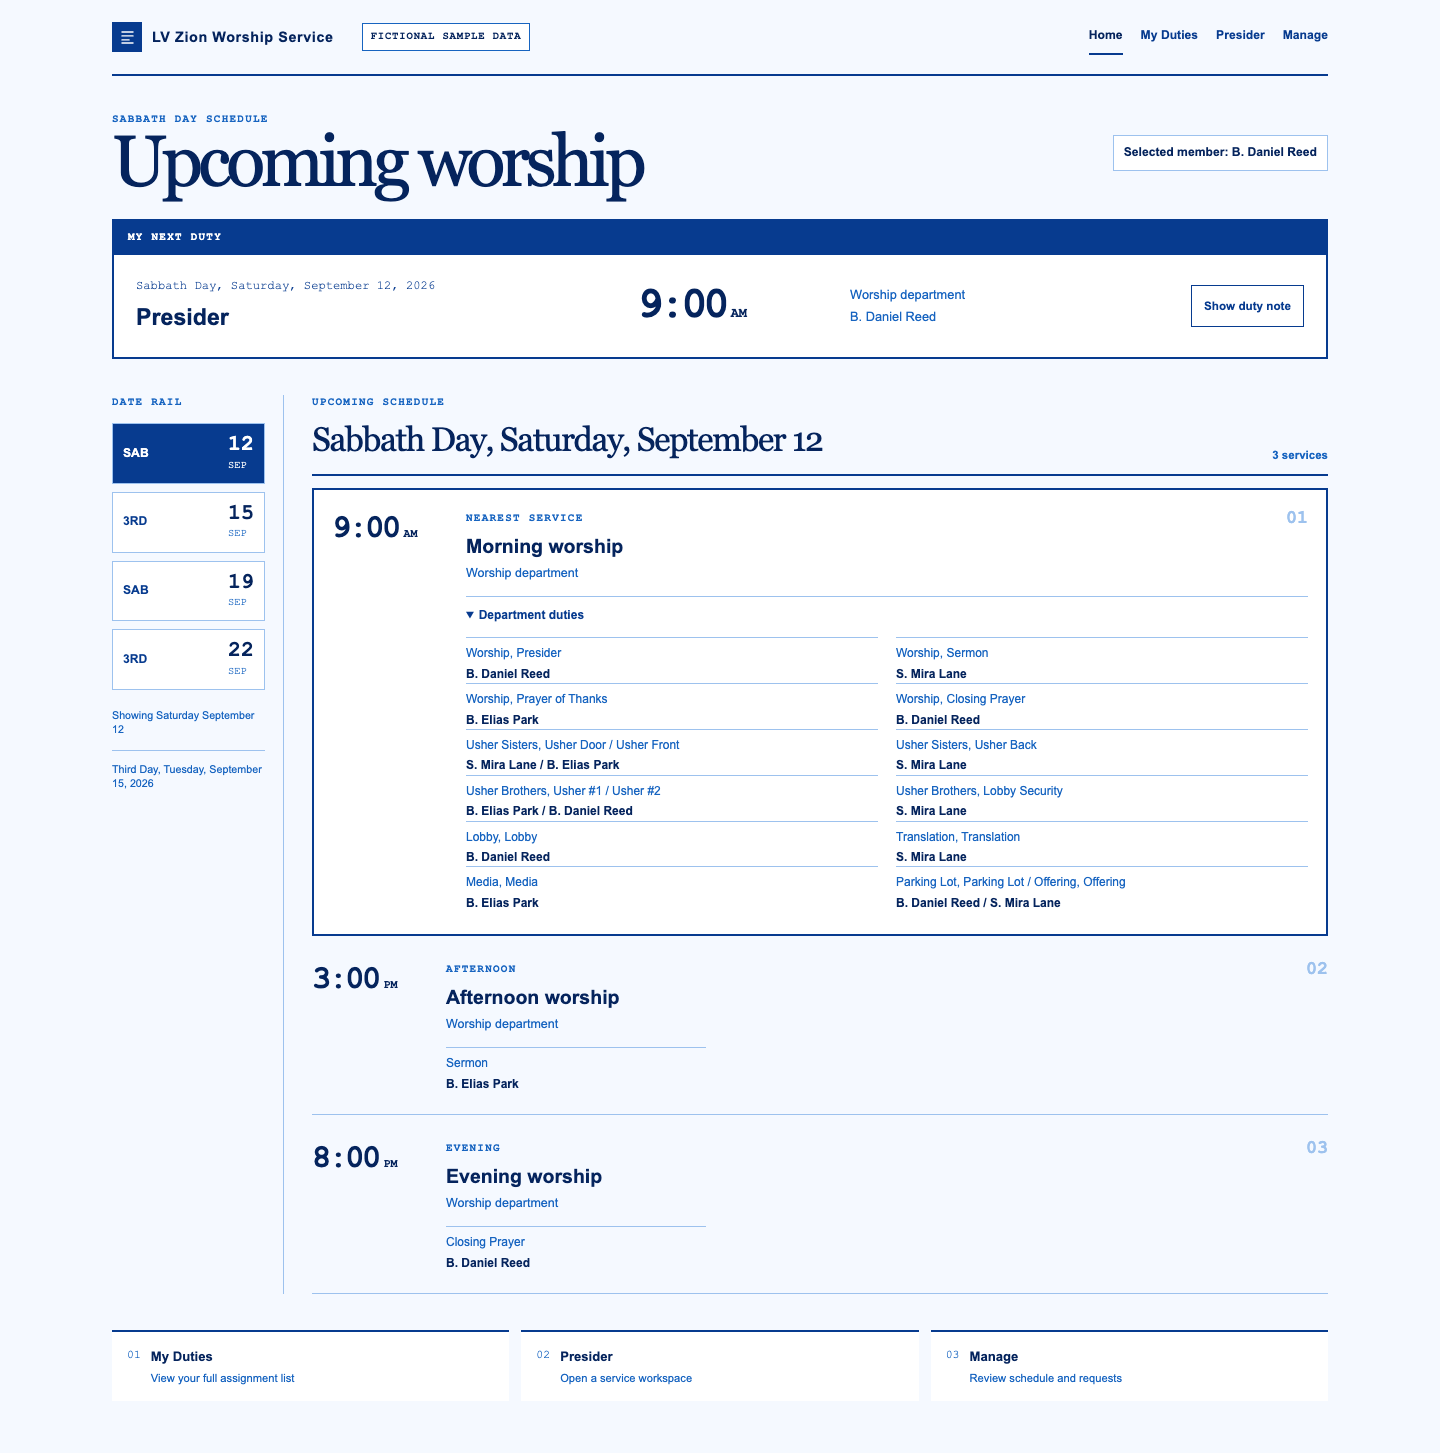 LV Zion Worship Service
FICTIONAL SAMPLE DATA
Home
My Duties
Presider
Manage
SABBATH DAY SCHEDULE
Upcoming worship
Selected member: B. Daniel Reed
MY NEXT DUTY
Sabbath Day, Saturday, September 12, 2026
Presider
9:00 AM
Worship department
B. Daniel Reed
Show duty note
DATE RAIL
SAB
12
SEP
3RD
15
SEP
SAB
19
SEP
3RD
22
SEP
Showing Saturday September
12
Third Day, Tuesday, September
15, 2026
UPCOMING SCHEDULE
Sabbath Day, Saturday, September 12
3 services
9:00 AM
NEAREST SERVICE
01
Morning worship
Worship department
▼ Department duties
Worship, Presider
B. Daniel Reed
Worship, Sermon
S. Mira Lane
Worship, Prayer of Thanks
B. Elias Park
Worship, Closing Prayer
B. Daniel Reed
Usher Sisters, Usher Door / Usher Front
S. Mira Lane / B. Elias Park
Usher Sisters, Usher Back
S. Mira Lane
Usher Brothers, Usher #1 / Usher #2
B. Elias Park / B. Daniel Reed
Usher Brothers, Lobby Security
S. Mira Lane
Lobby, Lobby
B. Daniel Reed
Translation, Translation
S. Mira Lane
Media, Media
B. Elias Park
Parking Lot, Parking Lot / Offering, Offering
B. Daniel Reed / S. Mira Lane
3:00 PM
AFTERNOON
02
Afternoon worship
Worship department
Sermon
B. Elias Park
8:00 PM
EVENING
03
Evening worship
Worship department
Closing Prayer
B. Daniel Reed
01
My Duties
View your full assignment list
02
Presider
Open a service workspace
03
Manage
Review schedule and requests